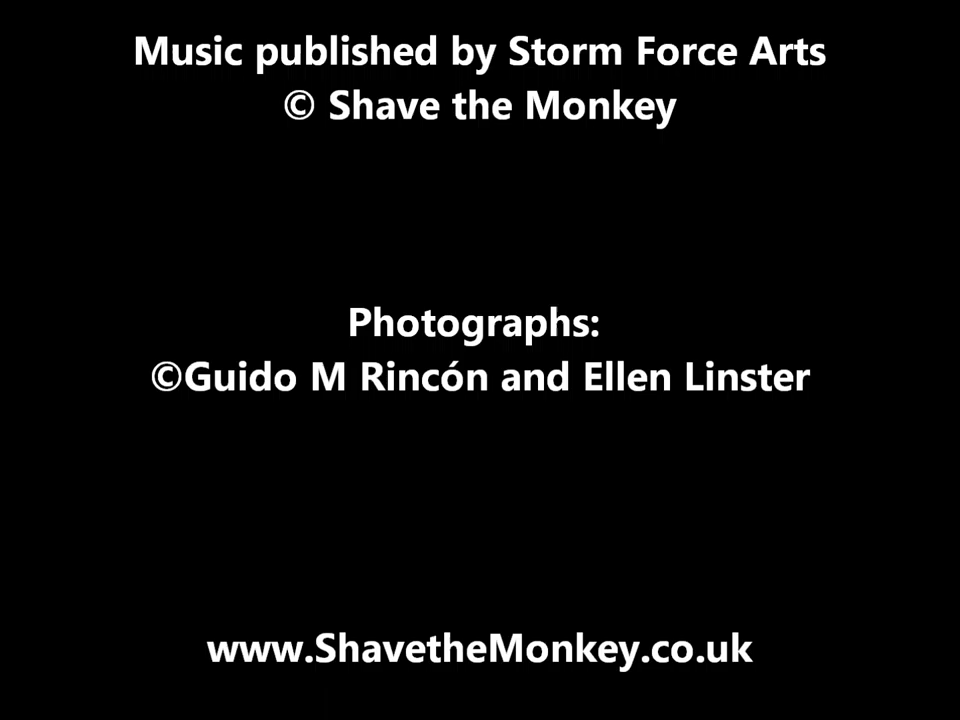 Music published by Storm Force Arts
© Shave the Monkey
Photographs:
©Guido M Rincón and Ellen Linster
www.ShavetheMonkey.co.uk